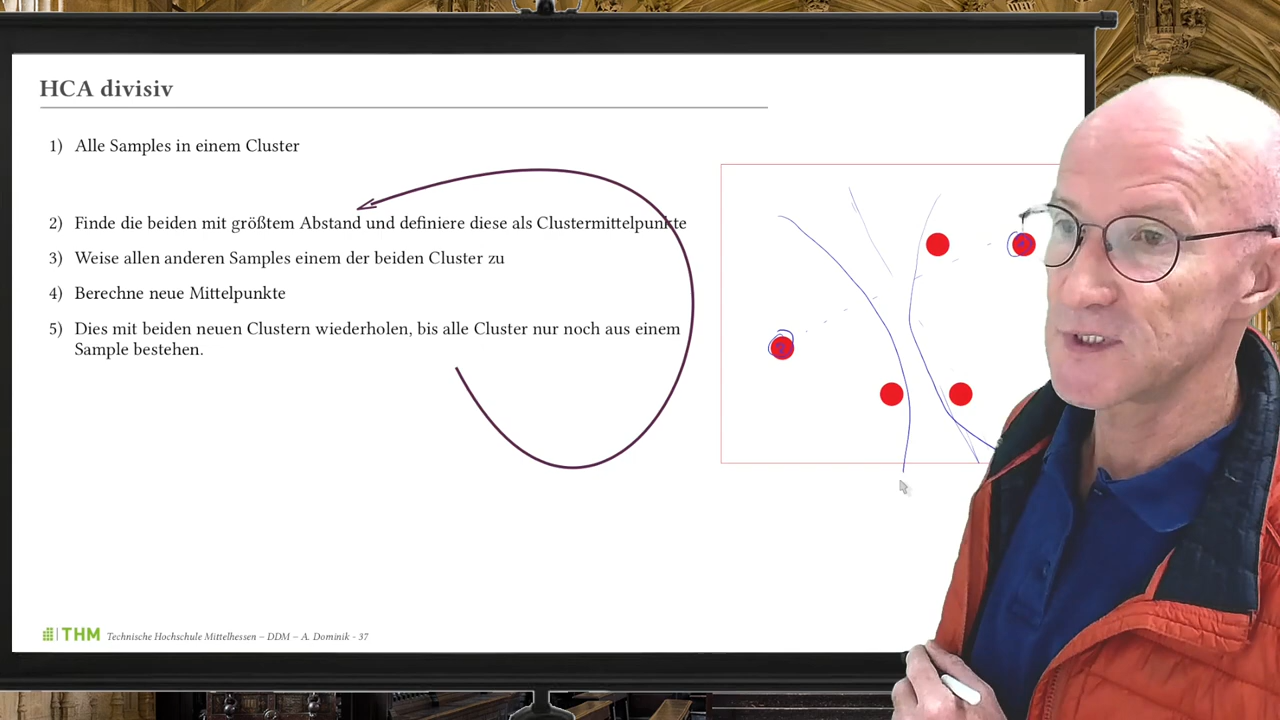 HCA divisiv
1) Alle Samples in einem Cluster
2) Finde die beiden mit größtem Abstand und definiere diese als Clustermittelpunkte
3) Weise allen anderen Samples einem der beiden Cluster zu
4) Berechne neue Mittelpunkte
5) Dies mit beiden neuen Clustern wiederholen, bis alle Cluster nur noch aus einem
Sample bestehen.
THM Technische Hochschule Mittelhessen – DDM – A. Dominik - 37